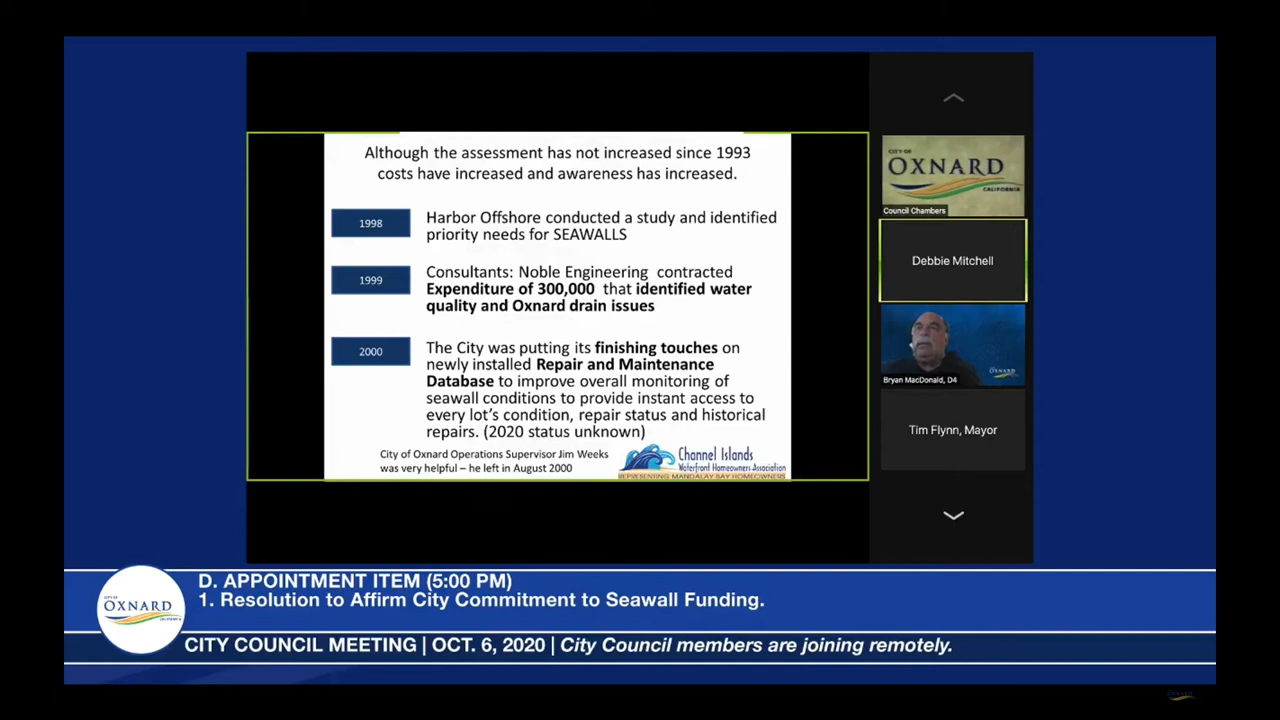 Although the assessment has not increased since 1993
costs have increased and awareness has increased.
1998
Harbor Offshore conducted a study and identified
priority needs for SEAWALLS
1999
Consultants: Noble Engineering contracted
Expenditure of 300,000 that identified water
quality and Oxnard drain issues
2000
The City was putting its finishing touches on
newly installed Repair and Maintenance
Database to improve overall monitoring of
seawall conditions to provide instant access to
every lot's condition, repair status and historical
repairs. (2020 status unknown)
City of Oxnard Operations Supervisor Jim Weeks
was very helpful – he left in August 2000
Channel Islands
Waterfront Homeowners Association
REPRESENTING MANDALAY BAY HOMEOWNERS
CITY OF
OXNARD
CALIFORNIA
Council Chambers
Debbie Mitchell
Bryan MacDonald, D4
OXNARD
Tim Flynn, Mayor
CITY OF
OXNARD
CALIFORNIA
D. APPOINTMENT ITEM (5:00 PM)
1. Resolution to Affirm City Commitment to Seawall Funding.
CITY COUNCIL MEETING | OCT. 6, 2020 | City Council members are joining remotely.
OXNARD